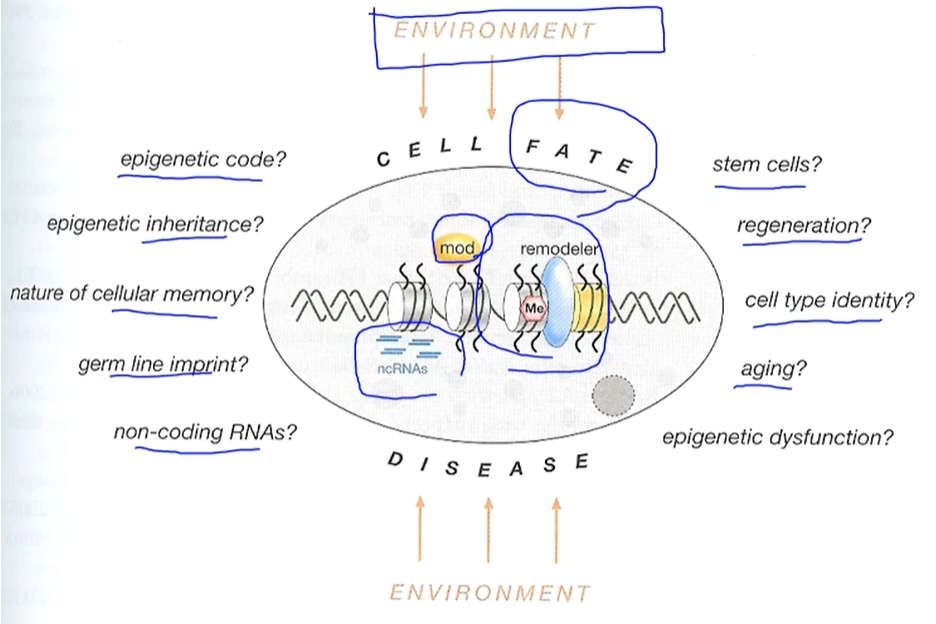 ENVIRONMENT
CELL FATE
epigenetic code?
epigenetic inheritance?
nature of cellular memory?
germ line imprint?
non-coding RNAs?
mod
remodeler
Me
ncRNAs
stem cells?
regeneration?
cell type identity?
aging?
epigenetic dysfunction?
DISEASE
ENVIRONMENT